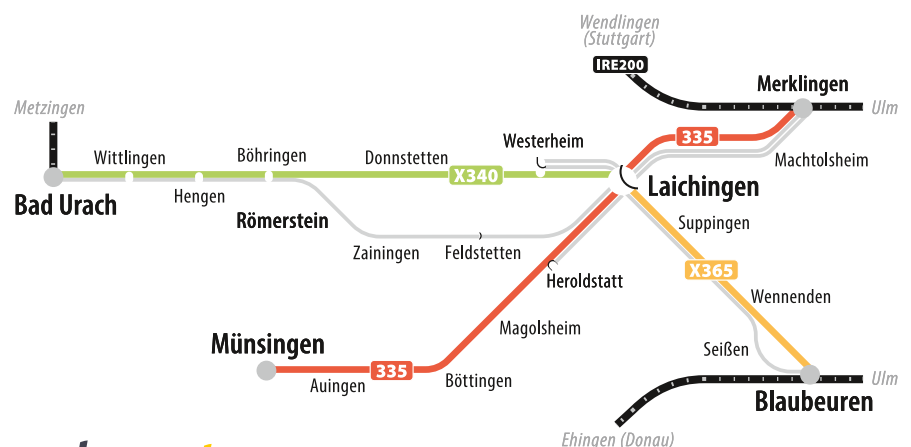 Wendlingen
(Stuttgart)
IRE200
Merklingen
Metzingen
Ulm
Westerheim
335
Wittlingen
Böhringen
Donnstetten
Machtolsheim
X340
Laichingen
Hengen
Bad Urach
Römerstein
Suppingen
Zainingen
Feldstetten
X365
Heroldstatt
Wennenden
Magolsheim
Münsingen
Seißen
335
Auingen
Böttingen
Ulm
Blaubeuren
Ehingen (Donau)